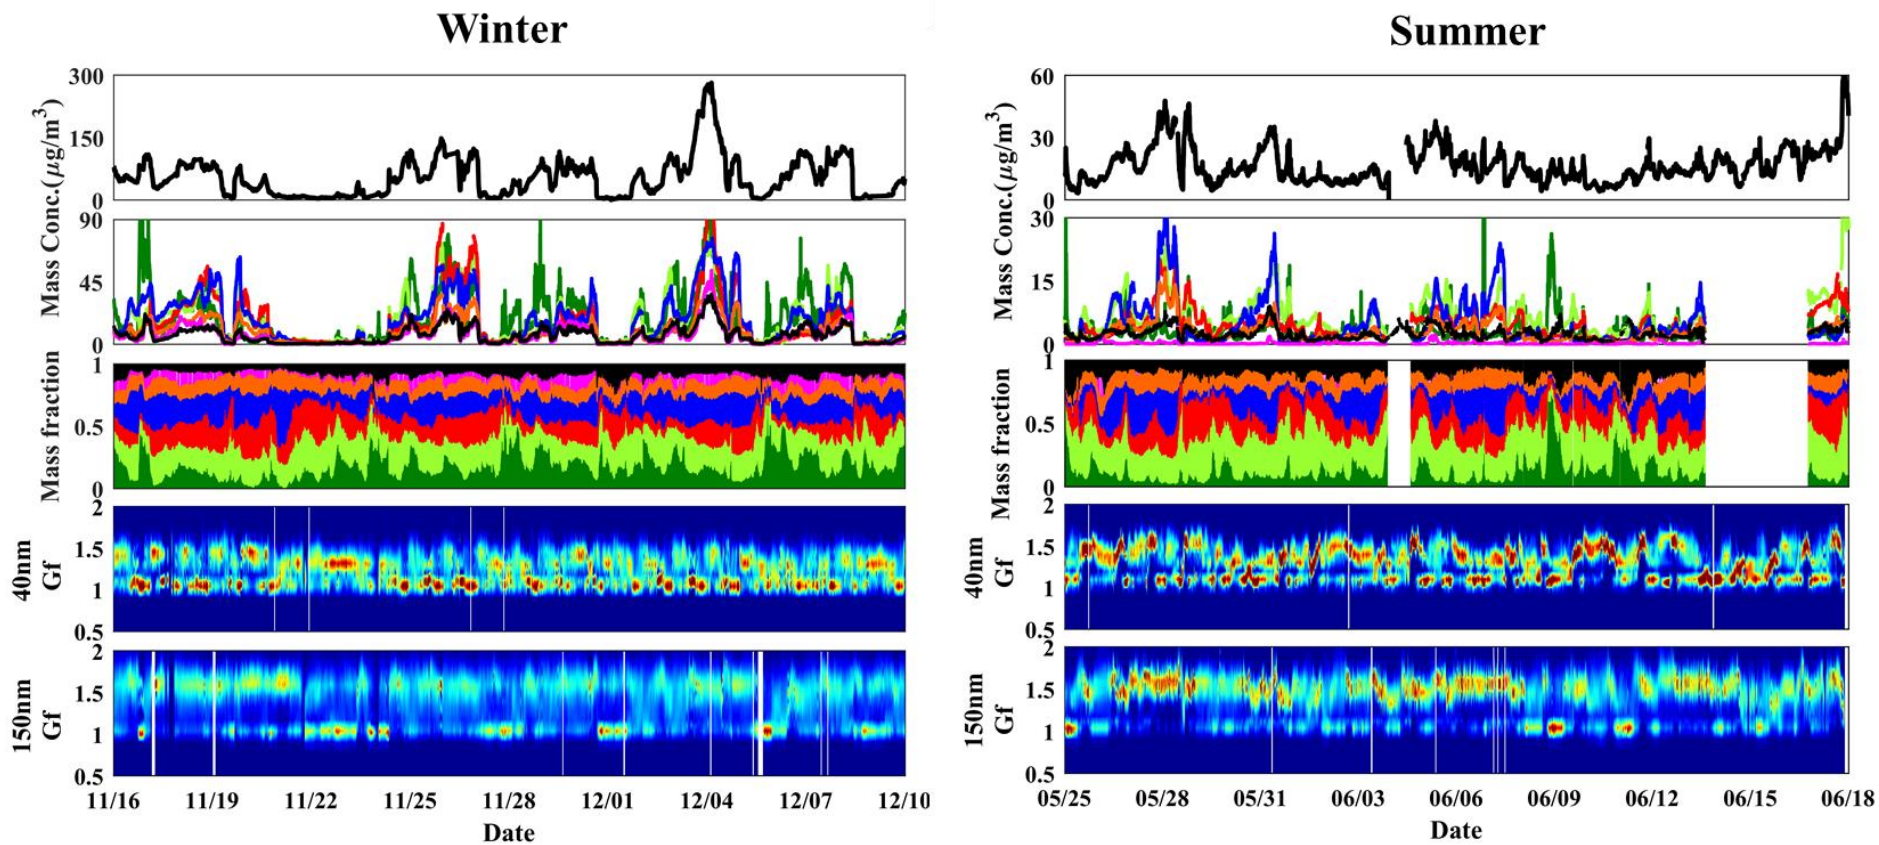 Winter
Mass Conc.(μg/m³)
300
150
0
Mass Conc.
90
45
0
Mass fraction
1
0.5
0
40nm
Gf
2
1.5
1
0.5
150nm
Gf
2
1.5
1
0.5
11/16 11/19 11/22 11/25 11/28 12/01 12/04 12/07 12/10
Date
Summer
Mass Conc.(μg/m³)
60
30
0
Mass Conc.
30
15
0
Mass fraction
1
0.5
0
40nm
Gf
2
1.5
1
0.5
150nm
Gf
2
1.5
1
0.5
05/25 05/28 05/31 06/03 06/06 06/09 06/12 06/15 06/18
Date